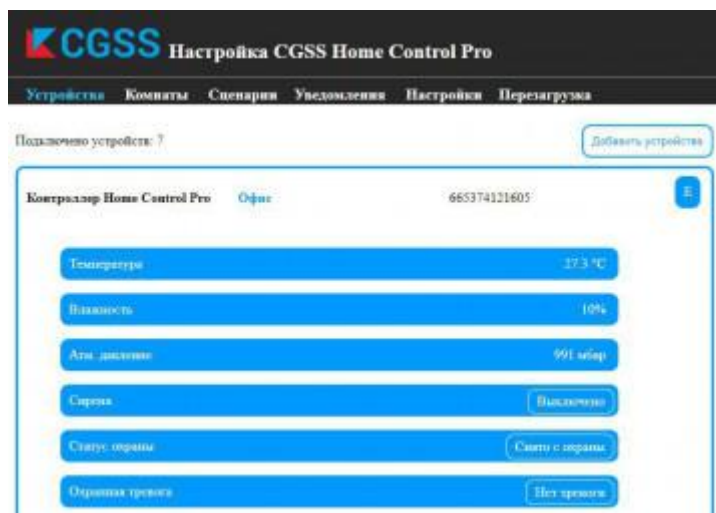 CGSS Настройка CGSS Home Control Pro
Устройства Комнаты Сценарии Уведомления Настройки Перезагрузка
Подключено устройств: 7 Добавить устройство
Контроллер Home Control Pro Офис 665374121605 E
Температура 27.3 °C
Влажность 10%
Атм. давление 991 мбар
Сирена Выключено
Статус охраны Снято с охраны
Охранная тревога Нет тревоги